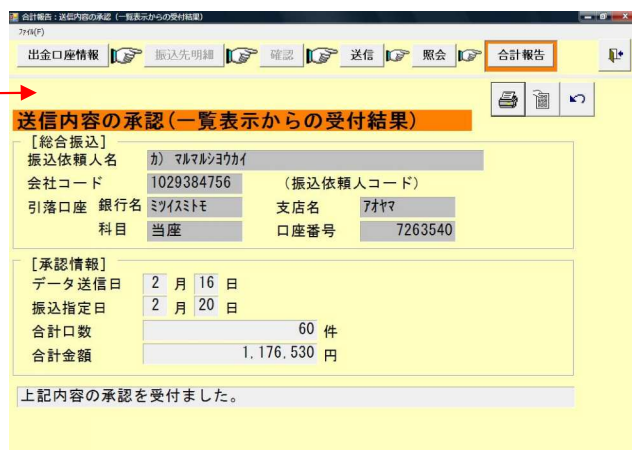 合計報告：送信内容の承認（一覧表示からの受付結果）
ﾌｧｲﾙ(F)
出金口座情報 振込先明細 確認 送信 照会 合計報告
送信内容の承認(一覧表示からの受付結果)
[総合振込]
振込依頼人名 カ) マルマルシヨウカイ
会社コード 1029384756 (振込依頼人コード)
引落口座 銀行名 ミツイスミトモ 支店名 アオヤマ
科目 当座 口座番号 7263540
[承認情報]
データ送信日 2 月 16 日
振込指定日 2 月 20 日
合計口数 60 件
合計金額 1,176,530 円
上記内容の承認を受付ました。